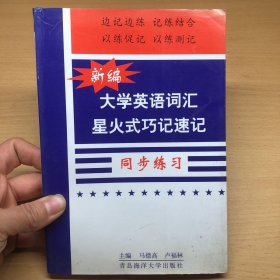 边记边练 记练结合
以练促记 以练测记
新编
大学英语词汇
星火式巧记速记
同步练习
主编 马德高 卢福林
青岛海洋大学出版社